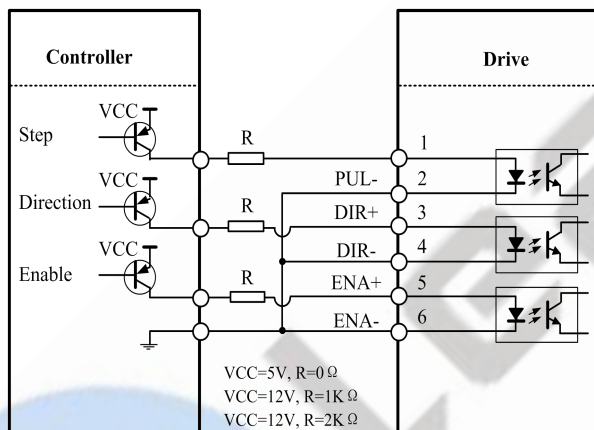 Controller
Drive
VCC
Step
R
1
PUL-
2
VCC
Direction
R
DIR+
3
DIR-
4
VCC
Enable
R
ENA+
5
ENA-
6
VCC=5V, R=0 Ω
VCC=12V, R=1K Ω
VCC=12V, R=2K Ω